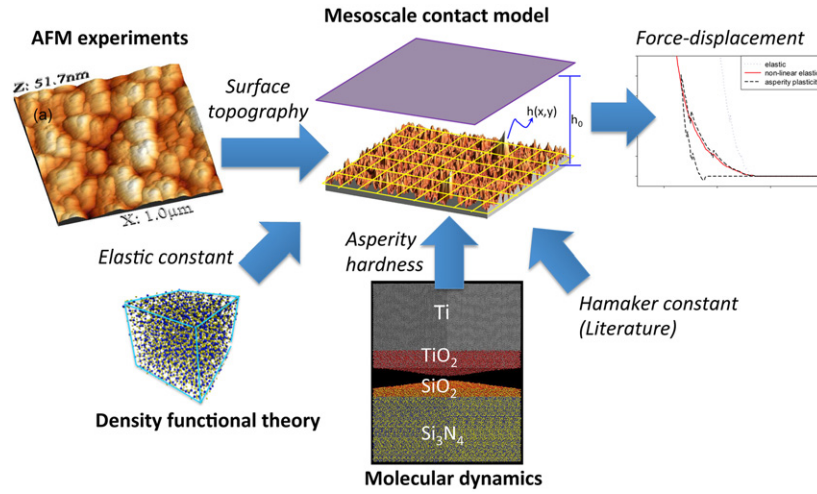 Mesoscale contact model
AFM experiments
Force-displacement
Z: 51.7nm
(a)
X: 1.0µm
Surface
topography
h(x,y)
h₀
elastic
non-linear elastic
asperity plasticity
Elastic constant
Asperity
hardness
Hamaker constant
(Literature)
Ti
TiO₂
SiO₂
Si₃N₄
Density functional theory
Molecular dynamics